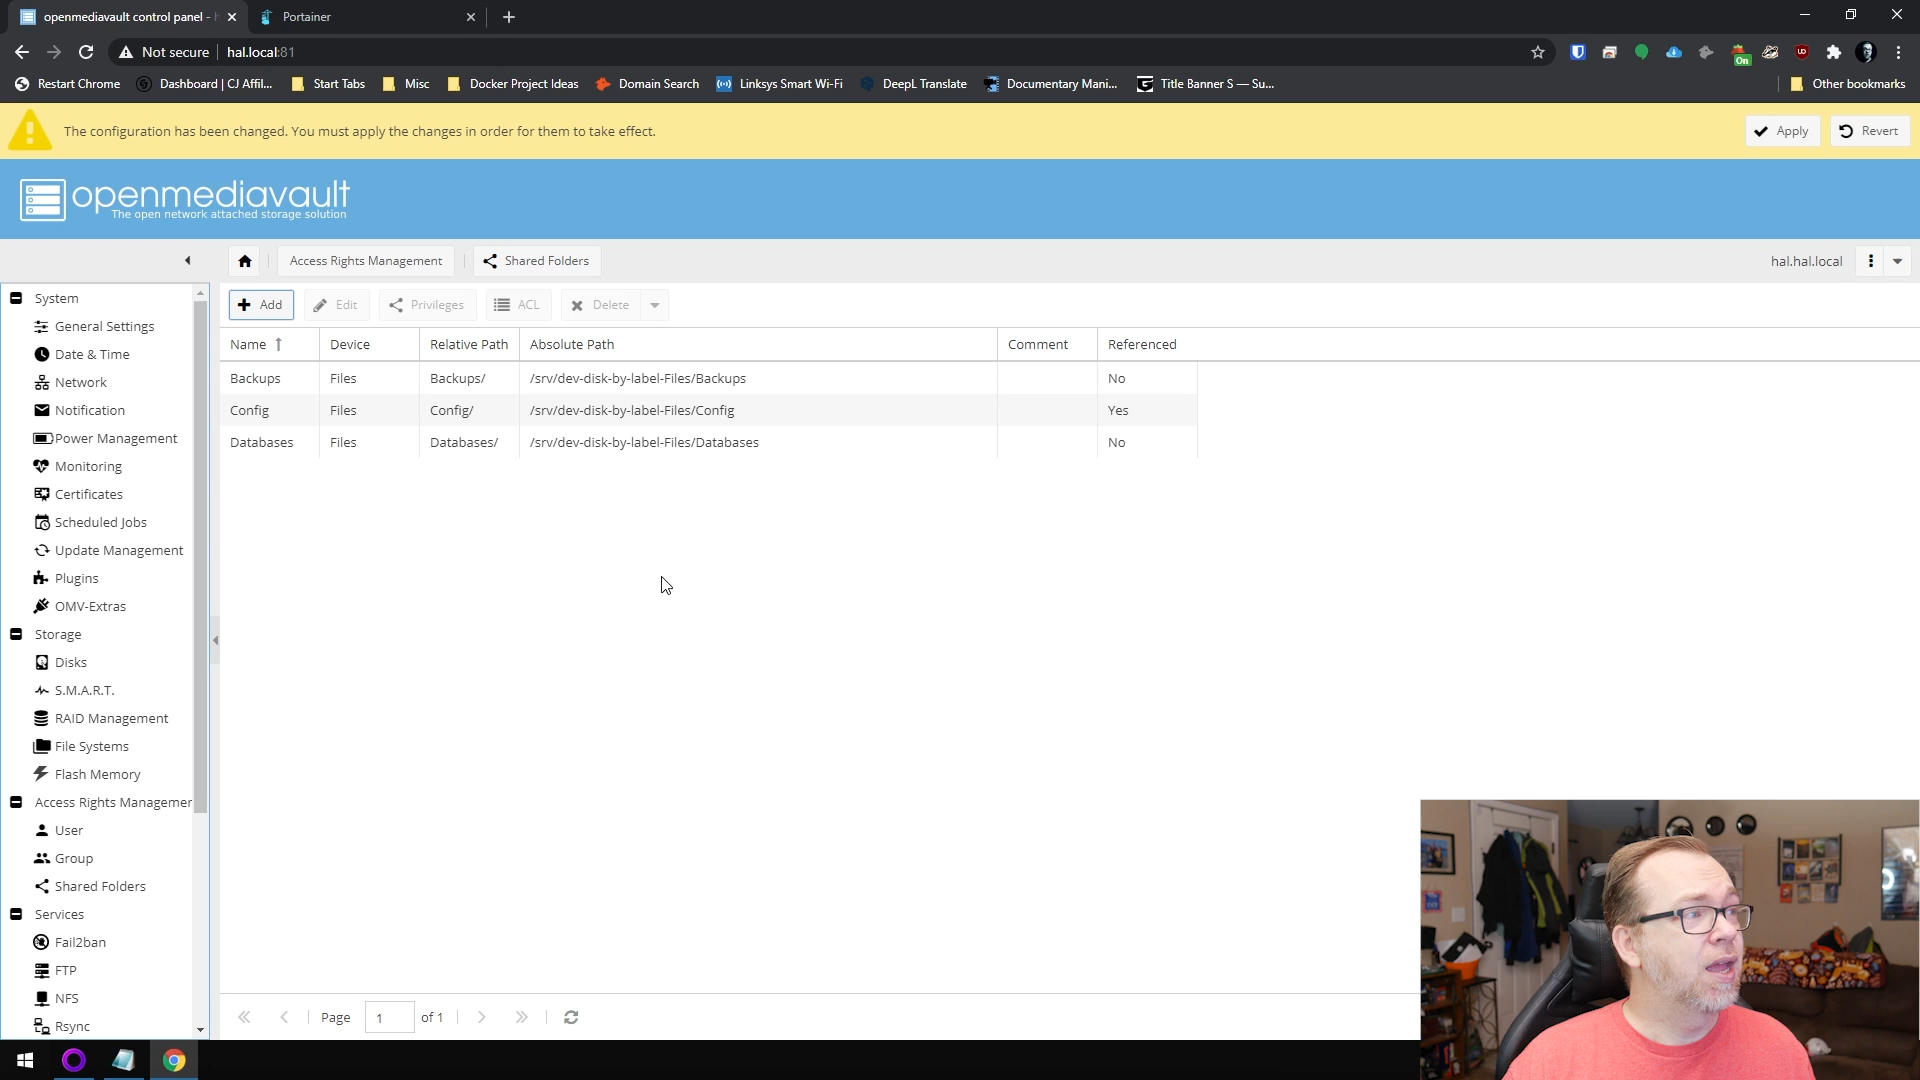 openmediavault control panel - h
Portainer
Not secure
hal.local:81
Restart Chrome
Dashboard | CJ Affil...
Start Tabs
Misc
Docker Project Ideas
Domain Search
Linksys Smart Wi-Fi
DeepL Translate
Documentary Mani...
Title Banner S — Su...
Other bookmarks
On
The configuration has been changed. You must apply the changes in order for them to take effect.
Apply
Revert
openmediavault
The open network attached storage solution
Access Rights Management
Shared Folders
hal.hal.local
Add
Edit
Privileges
ACL
Delete
Name
Device
Relative Path
Absolute Path
Comment
Referenced
Backups
Files
Backups/
/srv/dev-disk-by-label-Files/Backups
No
Config
Files
Config/
/srv/dev-disk-by-label-Files/Config
Yes
Databases
Files
Databases/
/srv/dev-disk-by-label-Files/Databases
No
System
General Settings
Date & Time
Network
Notification
Power Management
Monitoring
Certificates
Scheduled Jobs
Update Management
Plugins
OMV-Extras
Storage
Disks
S.M.A.R.T.
RAID Management
File Systems
Flash Memory
Access Rights Managemer
User
Group
Shared Folders
Services
Fail2ban
FTP
NFS
Rsync
Page
1
of 1